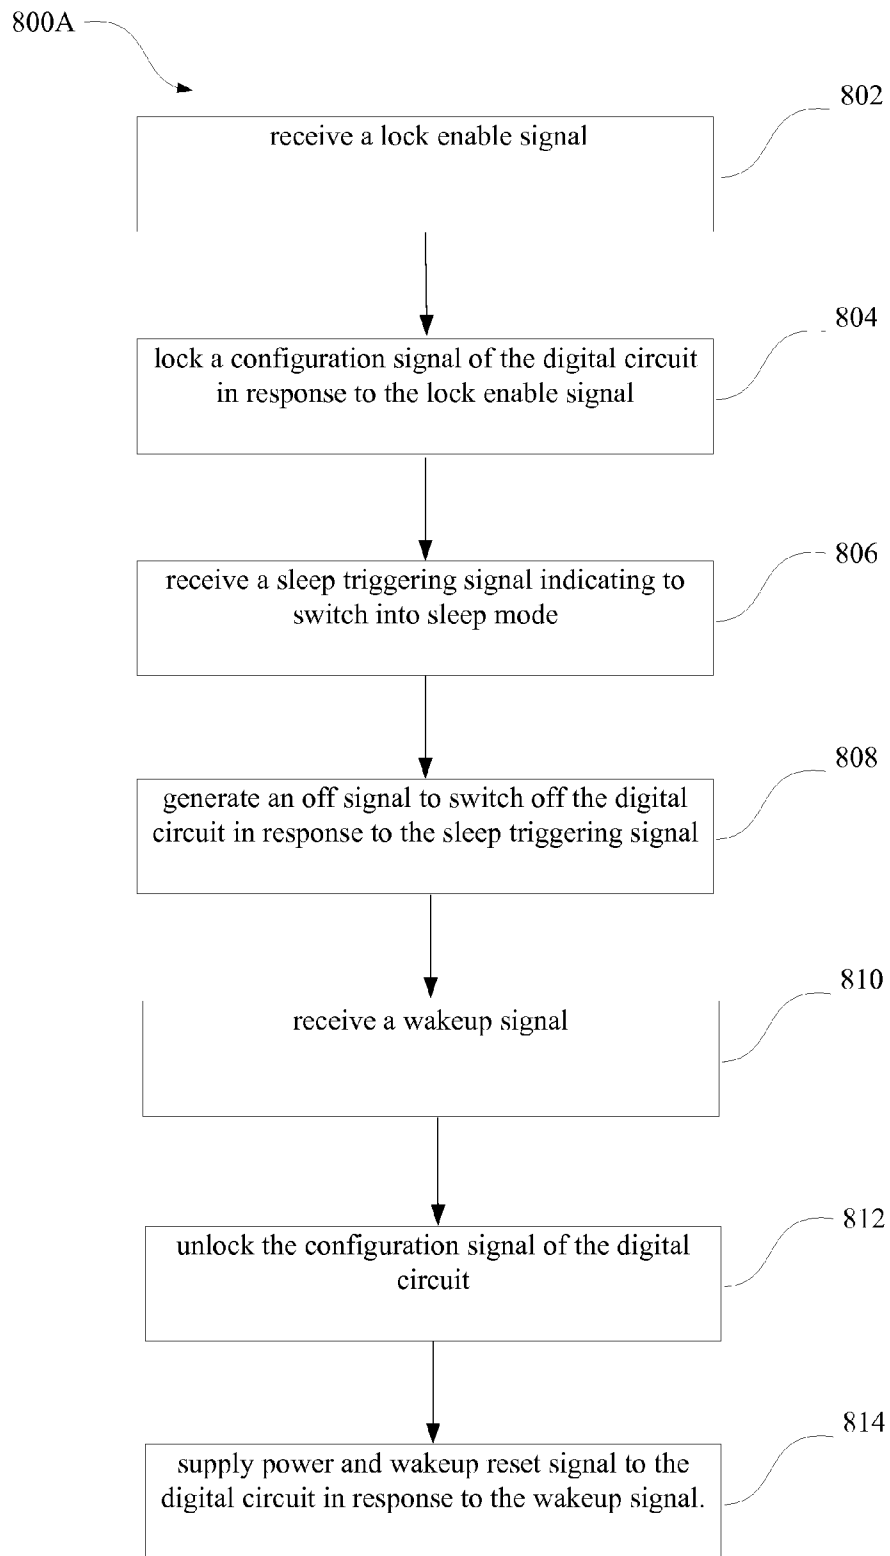 800A
802
receive a lock enable signal
804
lock a configuration signal of the digital circuit
in response to the lock enable signal
806
receive a sleep triggering signal indicating to
switch into sleep mode
808
generate an off signal to switch off the digital
circuit in response to the sleep triggering signal
810
receive a wakeup signal
812
unlock the configuration signal of the digital
circuit
814
supply power and wakeup reset signal to the
digital circuit in response to the wakeup signal.